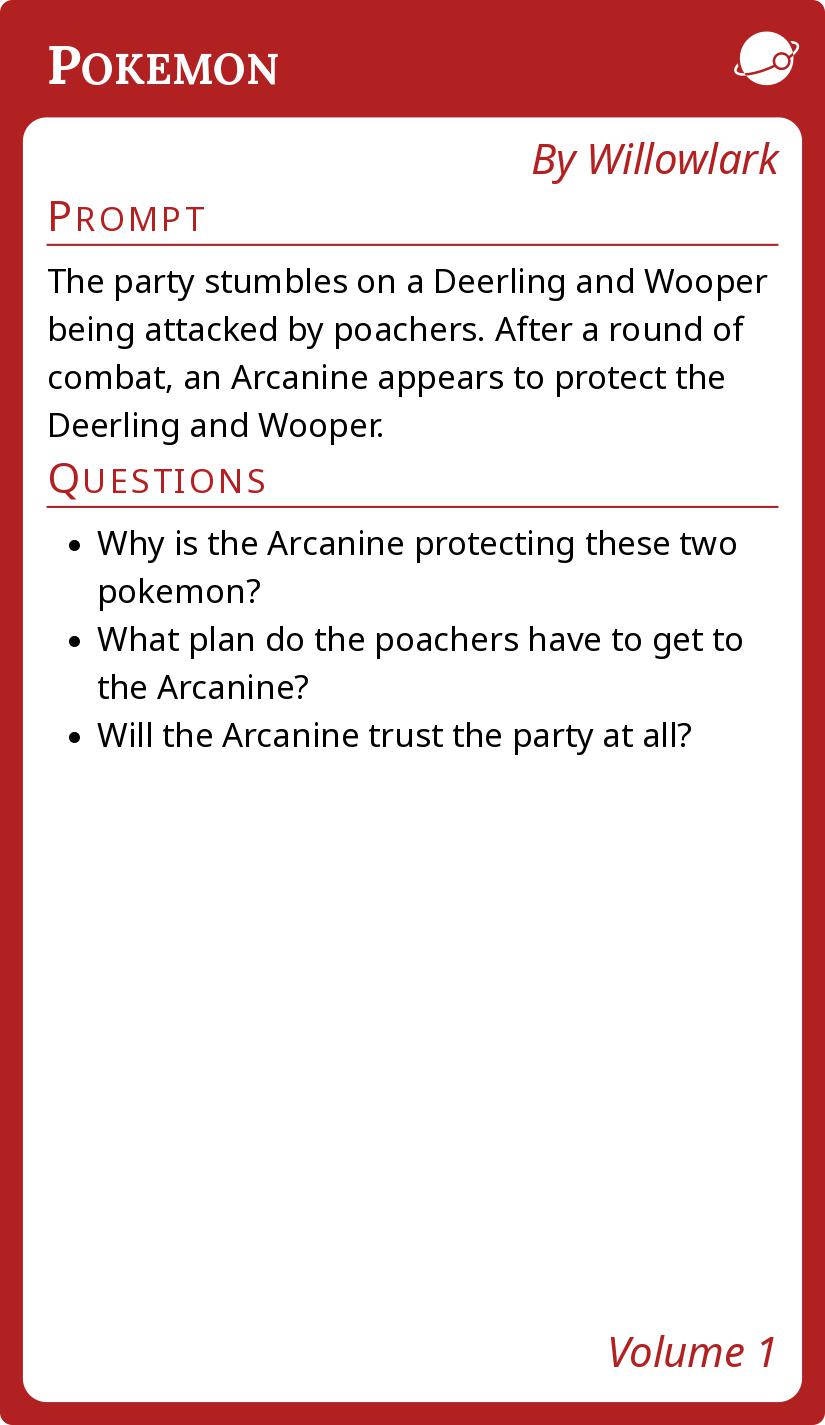 POKEMON
By Willowlark
PROMPT
The party stumbles on a Deerling and Wooper
being attacked by poachers. After a round of
combat, an Arcanine appears to protect the
Deerling and Wooper.
QUESTIONS
• Why is the Arcanine protecting these two
pokemon?
• What plan do the poachers have to get to
the Arcanine?
• Will the Arcanine trust the party at all?
Volume 1